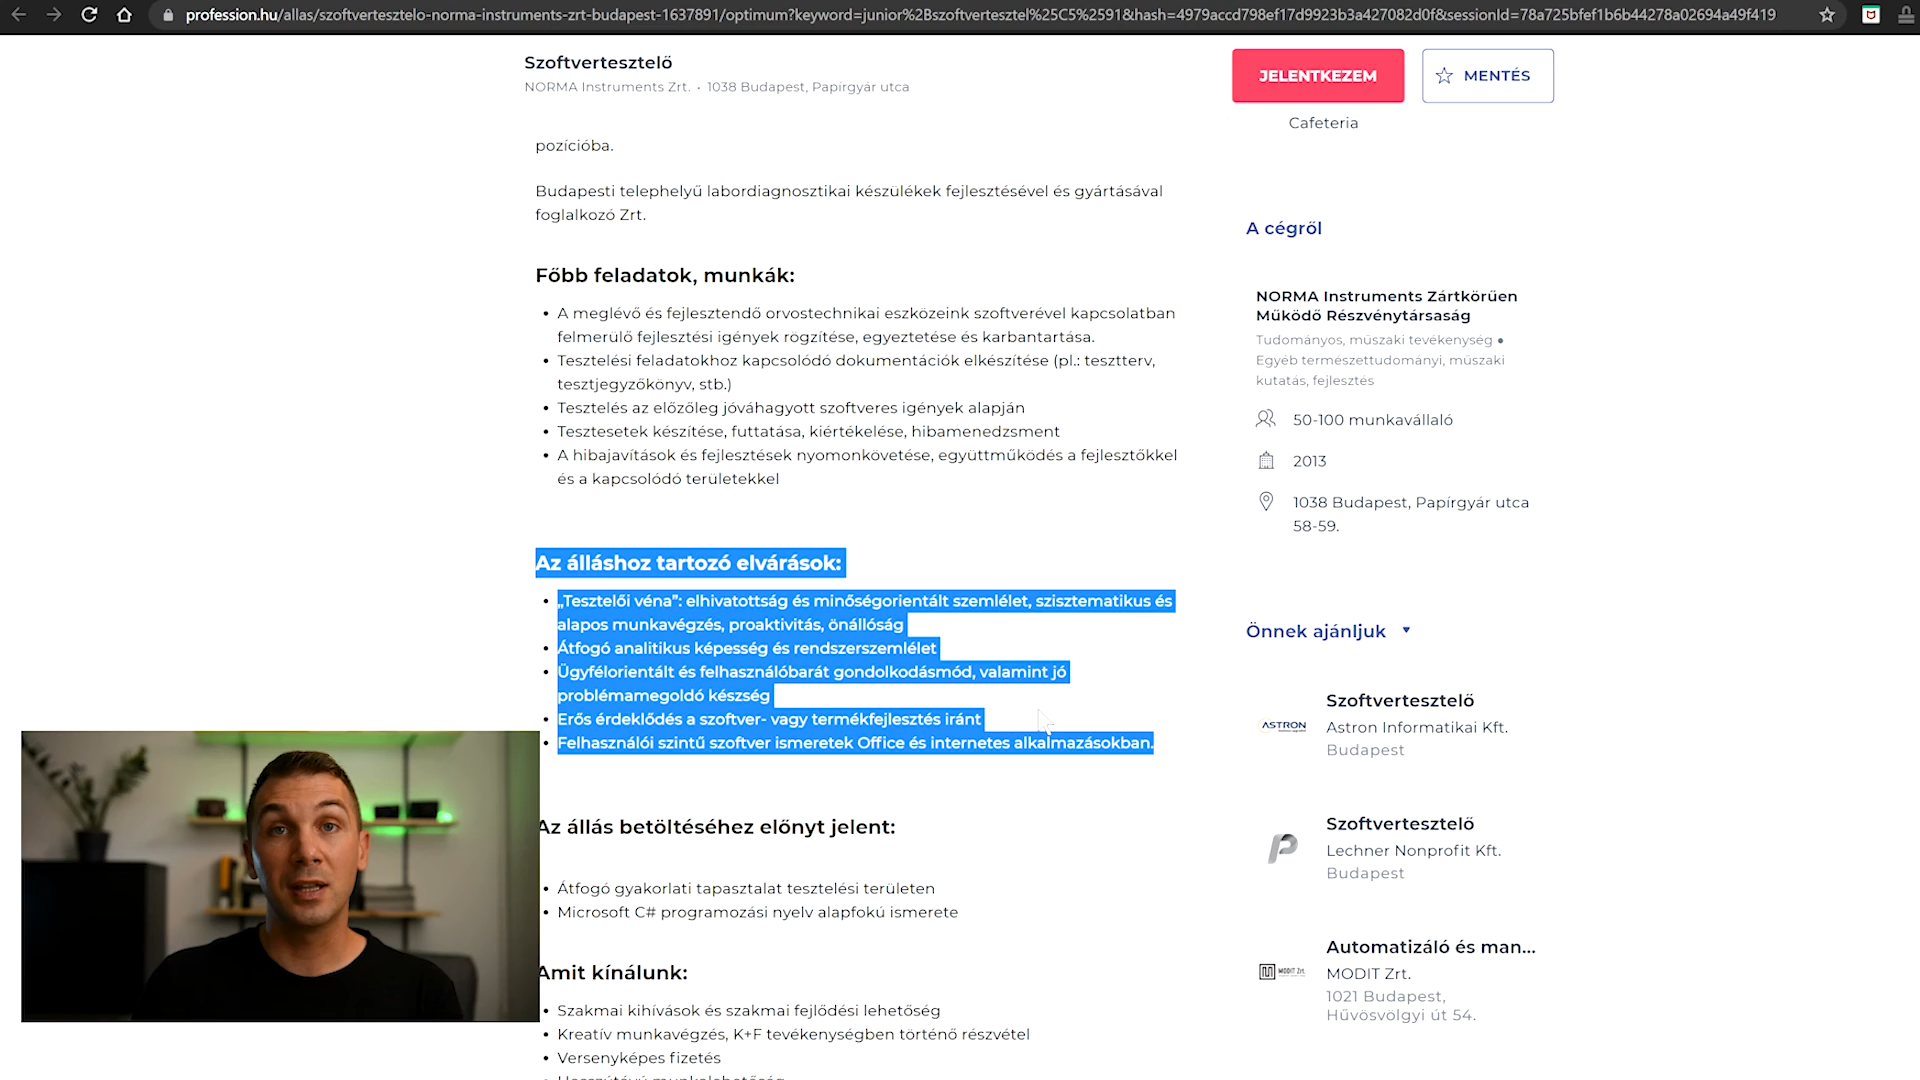 profession.hu/allas/szoftvertesztelo-norma-instruments-zrt-budapest-1637891/optimum?keyword=junior%2Bszoftvertesztel%25C5%2591&hash=4979accd798ef17d9923b3a427082d0f&sessionId=78a725bfef1b6b44278a02694a49f419
Szoftvertesztelő
NORMA Instruments Zrt. • 1038 Budapest, Papírgyár utca
JELENTKEZEM
MENTÉS
Cafeteria
pozícióba.
Budapesti telephelyű labordiagnosztikai készülékek fejlesztésével és gyártásával
foglalkozó Zrt.
Főbb feladatok, munkák:
• A meglévő és fejlesztendő orvostechnikai eszközeink szoftverével kapcsolatban
felmerülő fejlesztési igények rögzítése, egyeztetése és karbantartása.
• Tesztelési feladatokhoz kapcsolódó dokumentációk elkészítése (pl.: tesztterv,
tesztjegyzőkönyv, stb.)
• Tesztelés az előzőleg jóváhagyott szoftveres igények alapján
• Tesztesetek készítése, futtatása, kiértékelése, hibamenedzsment
• A hibajavítások és fejlesztések nyomonkövetése, együttműködés a fejlesztőkkel
és a kapcsolódó területekkel
Az álláshoz tartozó elvárások:
• „Tesztelői véna”: elhivatottság és minőségorientált szemlélet, szisztematikus és
alapos munkavégzés, proaktivitás, önállóság
• Átfogó analitikus képesség és rendszerszemlélet
• Ügyfélorientált és felhasználóbarát gondolkodásmód, valamint jó
problémamegoldó készség
• Erős érdeklődés a szoftver- vagy termékfejlesztés iránt
• Felhasználói szintű szoftver ismeretek Office és internetes alkalmazásokban.
Az állás betöltéséhez előnyt jelent:
• Átfogó gyakorlati tapasztalat tesztelési területen
• Microsoft C# programozási nyelv alapfokú ismerete
Amit kínálunk:
• Szakmai kihívások és szakmai fejlődési lehetőség
• Kreatív munkavégzés, K+F tevékenységben történő részvétel
• Versenyképes fizetés
A cégről
NORMA Instruments Zártkörűen
Működő Részvénytársaság
Tudományos, műszaki tevékenység •
Egyéb természettudományi, műszaki
kutatás, fejlesztés
50-100 munkavállaló
2013
1038 Budapest, Papírgyár utca
58-59.
Önnek ajánljuk
Szoftvertesztelő
ASTRON
Astron Informatikai Kft.
Budapest
Szoftvertesztelő
Lechner Nonprofit Kft.
Budapest
Automatizáló és man...
MODIT Zrt.
MODIT Zrt.
1021 Budapest,
Hűvösvölgyi út 54.